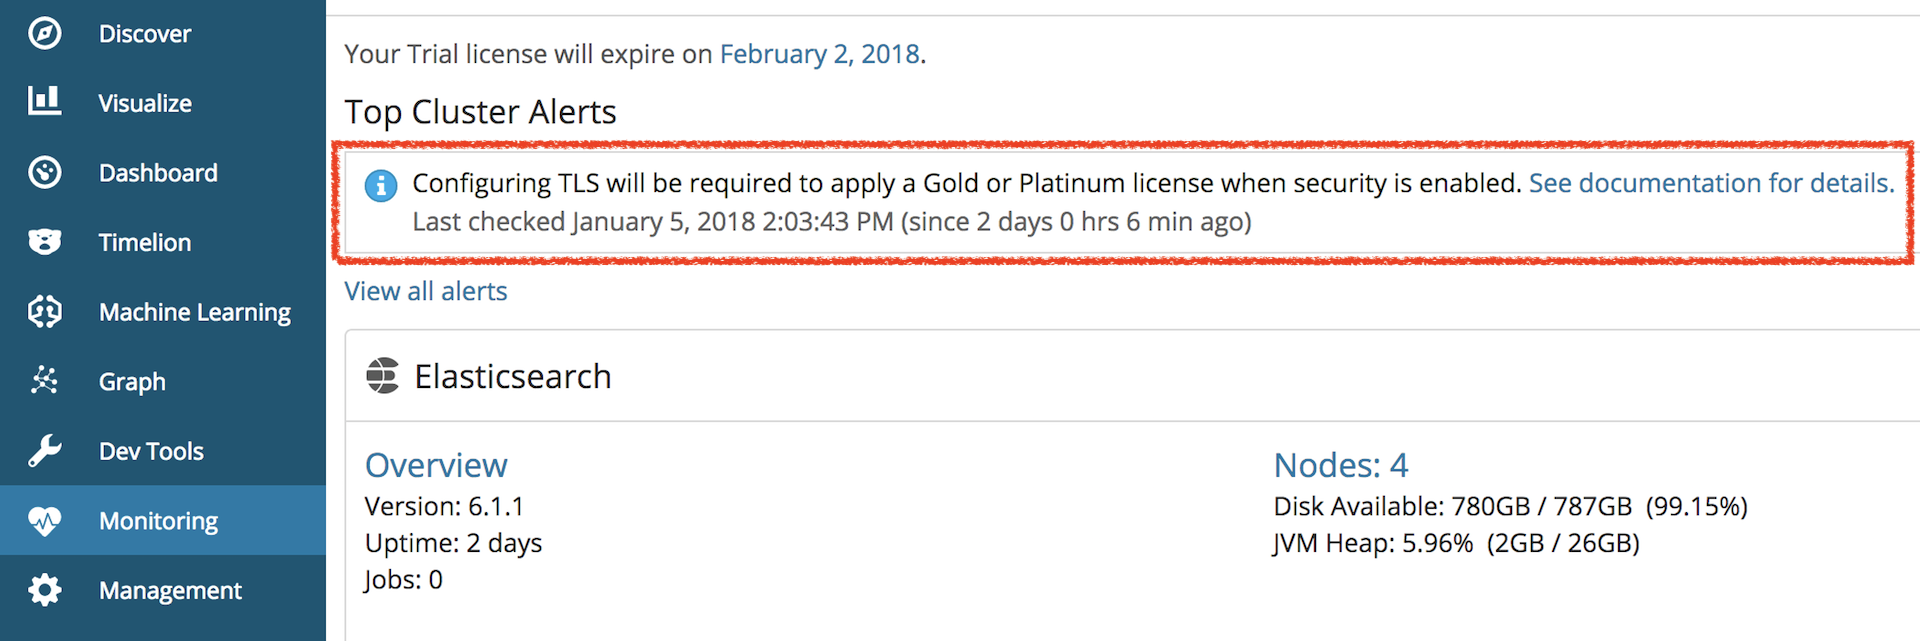 Discover
Visualize
Dashboard
Timelion
Machine Learning
Graph
Dev Tools
Monitoring
Management
Your Trial license will expire on February 2, 2018.
Top Cluster Alerts
Configuring TLS will be required to apply a Gold or Platinum license when security is enabled. See documentation for details.
Last checked January 5, 2018 2:03:43 PM (since 2 days 0 hrs 6 min ago)
View all alerts
Elasticsearch
Overview
Version: 6.1.1
Uptime: 2 days
Jobs: 0
Nodes: 4
Disk Available: 780GB / 787GB (99.15%)
JVM Heap: 5.96% (2GB / 26GB)